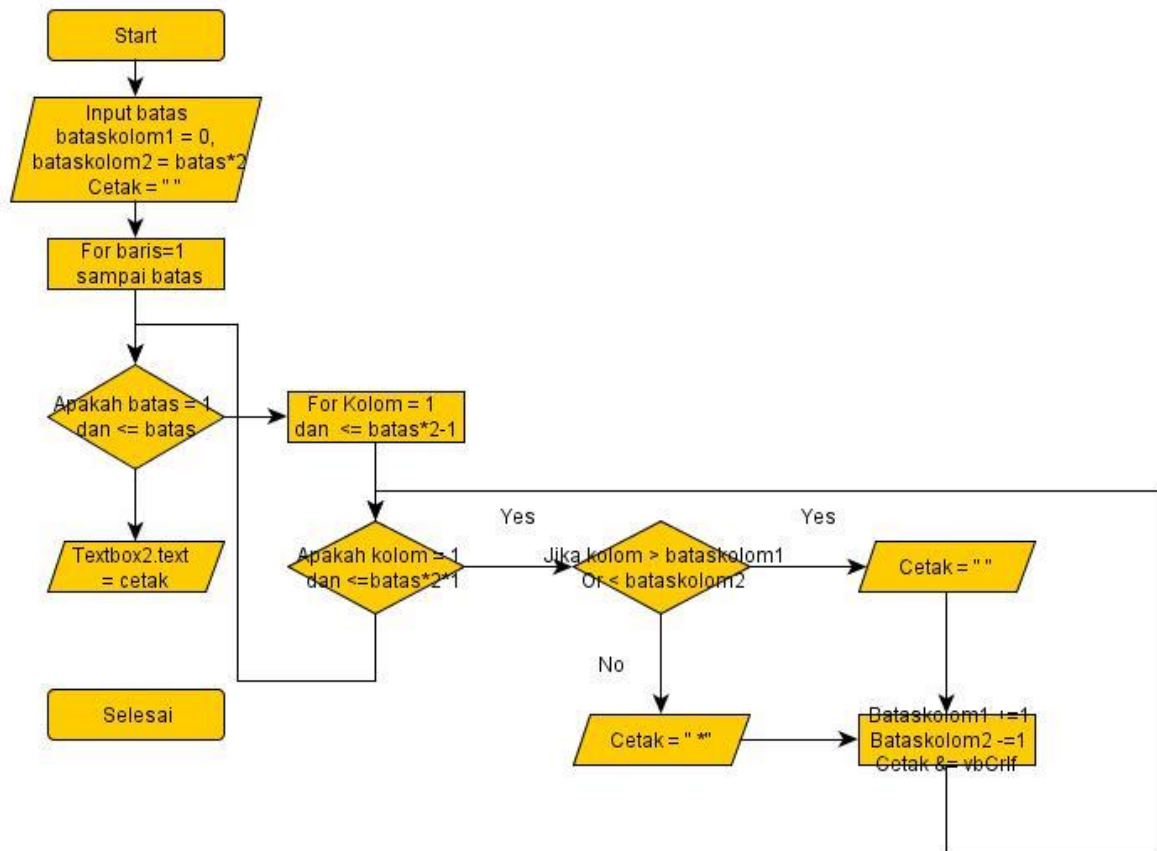 Start
Input batas
bataskolom1 = 0,
bataskolom2 = batas*2
Cetak = " "
For baris=1
sampai batas
Apakah batas = 1
dan <= batas
For Kolom = 1
dan <= batas*2-1
Textbox2.text
= cetak
Apakah kolom = 1
dan <=batas*2*1
Yes
Jika kolom > bataskolom1
Or < bataskolom2
Yes
Cetak = " "
No
Cetak = " *"
Bataskolom1 +=1
Bataskolom2 -=1
Cetak &= vbCrlf
Selesai